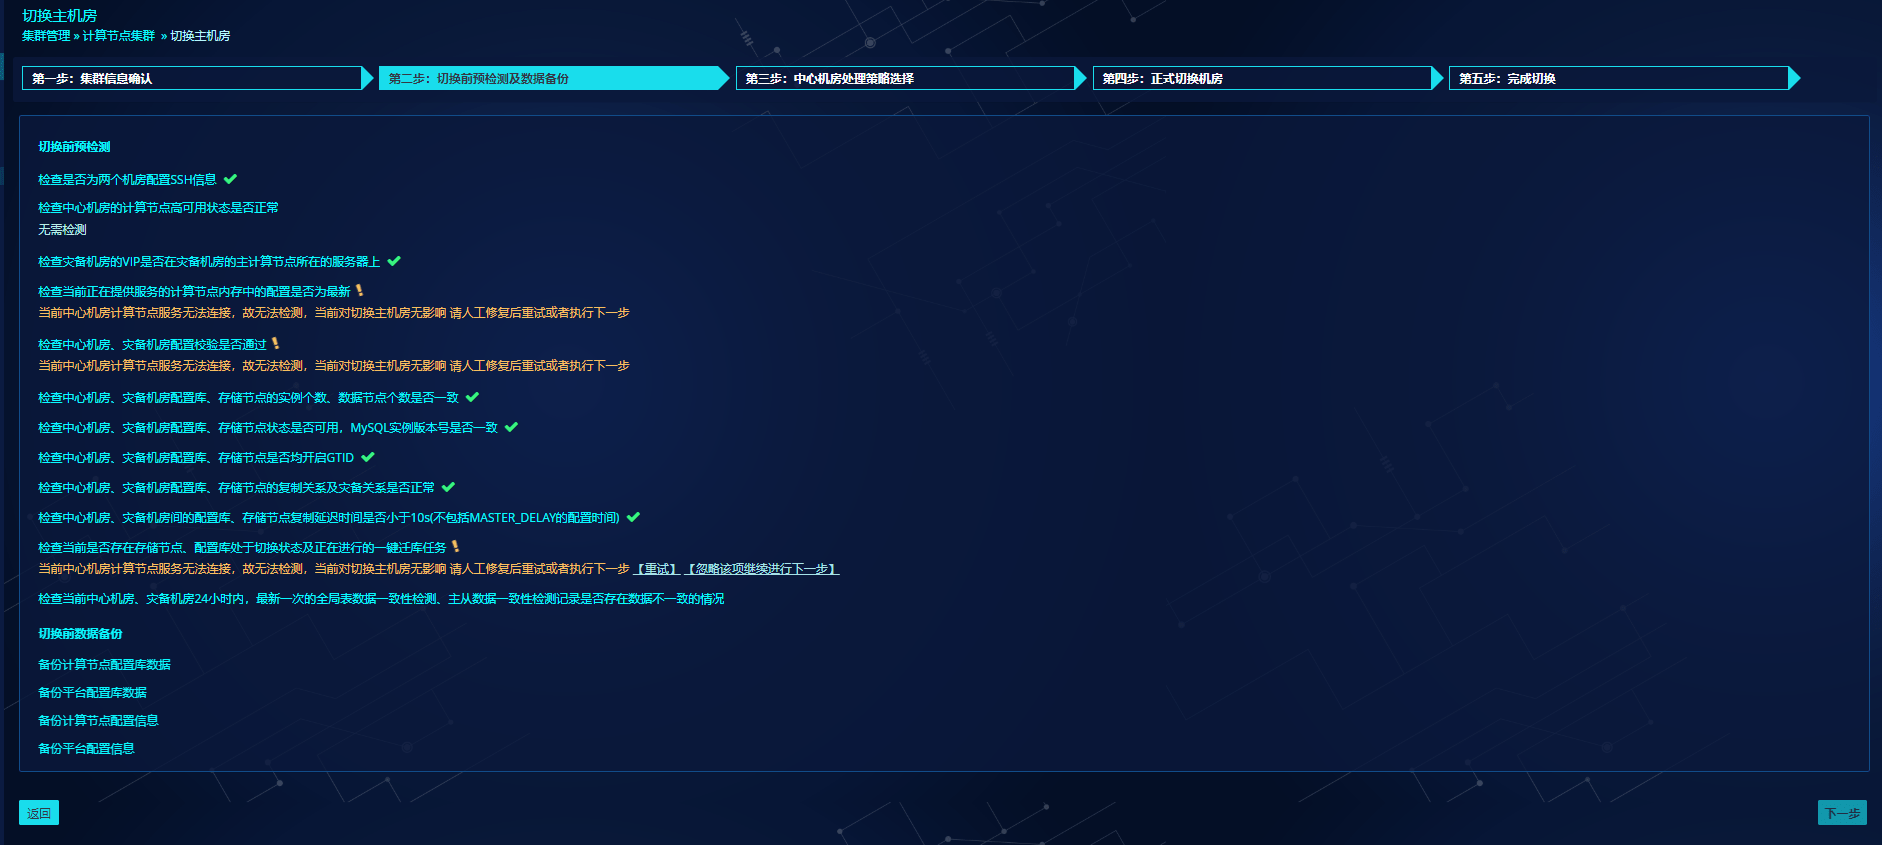 切换主机房
集群管理 » 计算节点集群 » 切换主机房
第一步：集群信息确认
第二步：切换前预检测及数据备份
第三步：中心机房处理策略选择
第四步：正式切换机房
第五步：完成切换
切换前预检测
检查是否为两个机房配置SSH信息
检查中心机房的计算节点高可用状态是否正常
无需检测
检查灾备机房的VIP是否在灾备机房的主计算节点所在的服务器上
检查当前正在提供服务的计算节点内存中的配置是否为最新
当前中心机房计算节点服务无法连接，故无法检测，当前对切换主机房无影响 请人工修复后重试或者执行下一步
检查中心机房、灾备机房配置校验是否通过
当前中心机房计算节点服务无法连接，故无法检测，当前对切换主机房无影响 请人工修复后重试或者执行下一步
检查中心机房、灾备机房配置库、存储节点的实例个数、数据节点个数是否一致
检查中心机房、灾备机房配置库、存储节点状态是否可用，MySQL实例版本号是否一致
检查中心机房、灾备机房配置库、存储节点是否均开启GTID
检查中心机房、灾备机房配置库、存储节点的复制关系及灾备关系是否正常
检查中心机房、灾备机房间的配置库、存储节点复制延迟时间是否小于10s(不包括MASTER_DELAY的配置时间)
检查当前是否存在存储节点、配置库处于切换状态及正在进行的一键迁库任务
当前中心机房计算节点服务无法连接，故无法检测，当前对切换主机房无影响 请人工修复后重试或者执行下一步 【重试】 【忽略该项继续进行下一步】
检查当前中心机房、灾备机房24小时内，最新一次的全局表数据一致性检测、主从数据一致性检测记录是否存在数据不一致的情况
切换前数据备份
备份计算节点配置库数据
备份平台配置库数据
备份计算节点配置信息
备份平台配置信息
返回
下一步